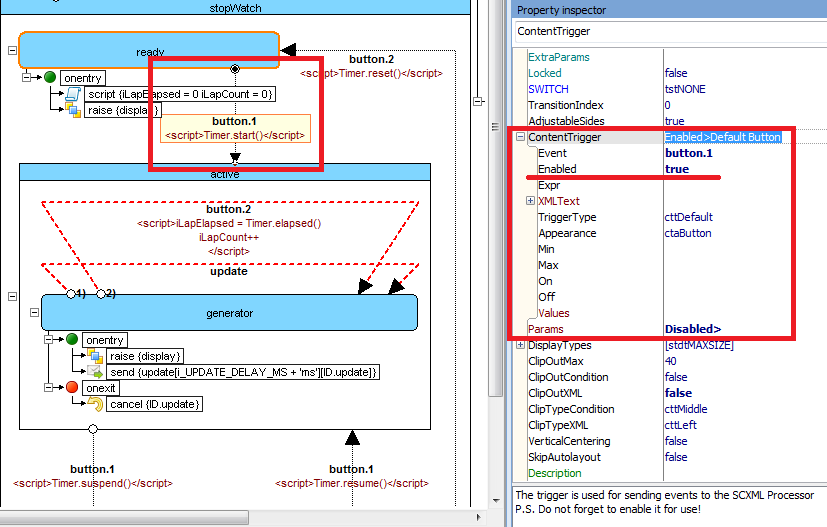 stopWatch
ready
button.2
<script>Timer.reset()</script>
onentry
script {iLapElapsed = 0 iLapCount = 0}
raise {display}
button.1
<script>Timer.start()</script>
active
button.2
<script>iLapElapsed = Timer.elapsed()
iLapCount++
</script>
update
1)
2)
generator
onentry
raise {display}
send {update[i_UPDATE_DELAY_MS + 'ms'][ID.update]}
onexit
cancel {ID.update}
button.1
<script>Timer.suspend()</script>
button.1
<script>Timer.resume()</script>
Property inspector
ContentTrigger
ExtraParams
Locked false
SWITCH tstNONE
TransitionIndex 0
AdjustableSides true
ContentTrigger Enabled>Default Button
Event button.1
Enabled true
Expr
XMLText
TriggerType cttDefault
Appearance ctaButton
Min
Max
On
Off
Values
Params Disabled>
DisplayTypes [stdtMAXSIZE]
ClipOutMax 40
ClipOutCondition false
ClipOutXML false
ClipTypeCondition cttMiddle
ClipTypeXML cttLeft
VerticalCentering false
SkipAutolayout false
Description
The trigger is used for sending events to the SCXML Processor
P.S. Do not forget to enable it for use!